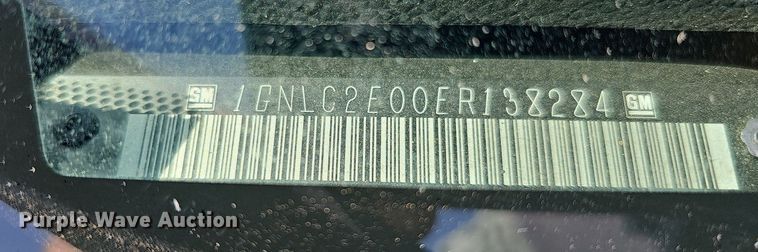 GM 1GNLC2E00ER138284 GM
Purple Wave Auction